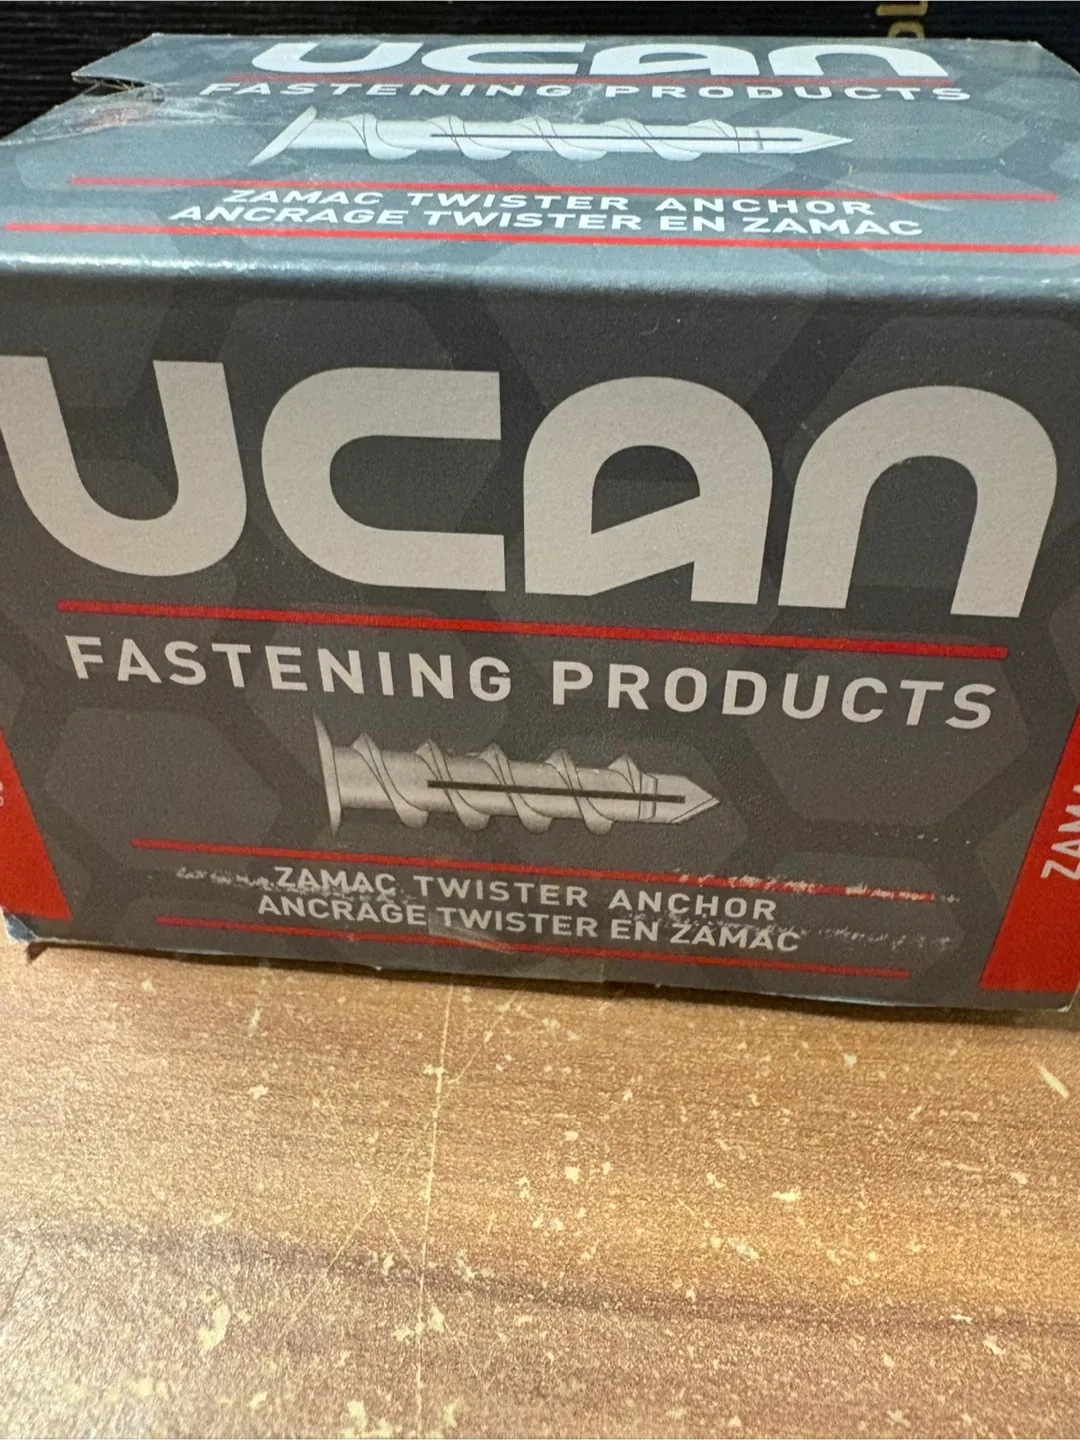 UCAN
FASTENING PRODUCTS
ZAMAC TWISTER ANCHOR
ANCRAGE TWISTER EN ZAMAC
UCAN
FASTENING PRODUCTS
ZAMAC TWISTER ANCHOR
ANCRAGE TWISTER EN ZAMAC